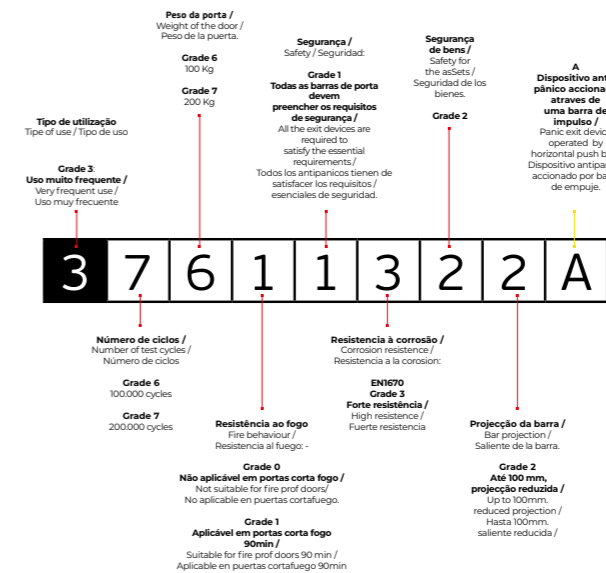 Peso da porta /
Weight of the door /
Peso de la puerta.
Grade 6
100 Kg
Grade 7
200 Kg
Segurança /
Safety / Seguridad:
Grade 1
Todas as barras de porta
devem
preencher os requisitos
de segurança /
All the exit devices are
required to
satisfy the essential
requirements /
Todos los antipanicos tienen de
satisfacer los requisitos /
esenciales de seguridad.
Segurança
de bens /
Safety for
the asSets /
Seguridad de los
bienes.
Grade 2
A
Dispositivo ant
pânico acciona
atraves de
uma barra de
impulso /
Panic exit devic
operated by
horizontal push b
Dispositivo antipa
accionado por ba
de empuje.
Tipo de utilização
Tipe of use / Tipo de uso
Grade 3:
Uso muito frequente /
Very frequent use /
Uso muy frecuente
3 7 6 1 1 3 2 2 A
Número de ciclos /
Number of test cycles /
Número de ciclos
Grade 6
100.000 cycles
Grade 7
200.000 cycles
Resistência ao fogo
Fire behaviour /
Resistencia al fuego: -
Grade 0
Não aplicável em portas corta fogo /
Not suitable for fire prof doors/
No aplicable en puertas cortafuego.
Grade 1
Aplicável em portas corta fogo
90min /
Suitable for fire prof doors 90 min /
Aplicable en puertas cortafuego 90min
Resistencia à corrosão /
Corrosion resistence /
Resistencia a la corosion:
EN1670
Grade 3
Forte resistência /
High resistence /
Fuerte resistencia
Projecção da barra /
Bar projection /
Saliente de la barra.
Grade 2
Até 100 mm,
projecção reduzida /
Up to 100mm.
reduced projection /
Hasta 100mm.
saliente reducida /